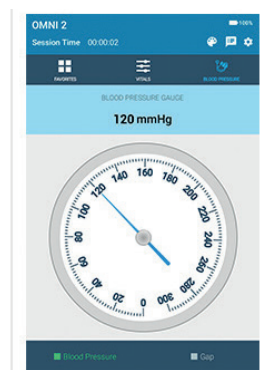 OMNI 2
100%
Session Time 00:00:02
FAVORITES
VITALS
BLOOD PRESSURE
BLOOD PRESSURE GAUGE
120 mmHg
0
20
40
60
80
100
120
140
160
180
200
220
240
260
280
300
Blood Pressure
Gap